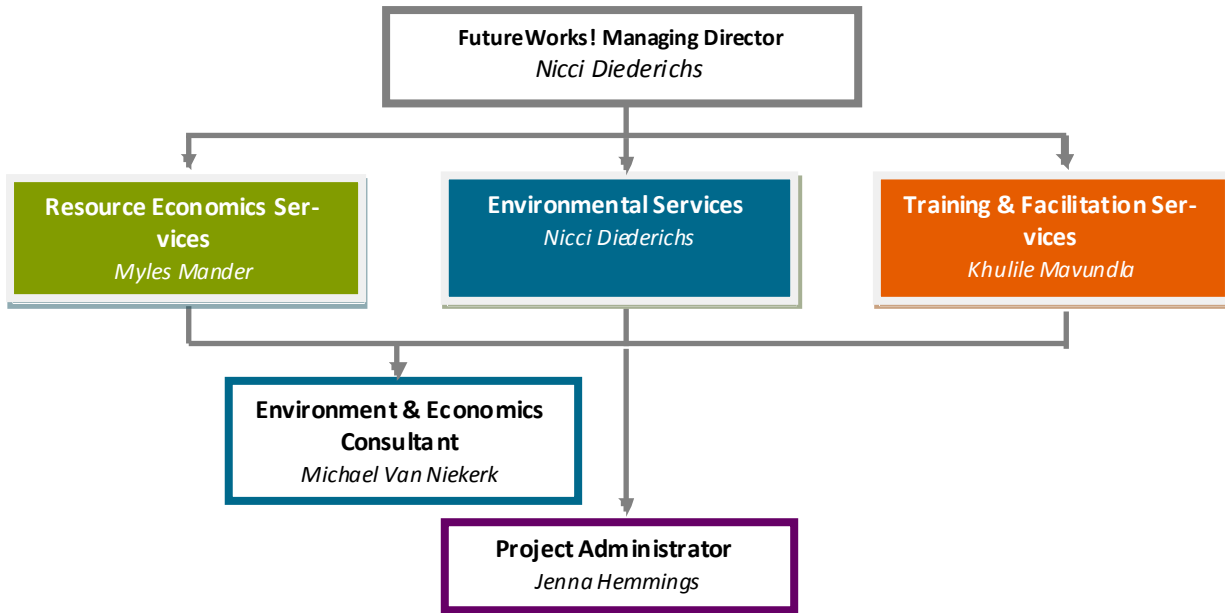 FutureWorks! Managing Director
Nicci Diederichs
Resource Economics Ser-
vices
Myles Mander
Environmental Services
Nicci Diederichs
Training & Facilitation Ser-
vices
Khulile Mavundla
Environment & Economics
Consultant
Michael Van Niekerk
Project Administrator
Jenna Hemmings